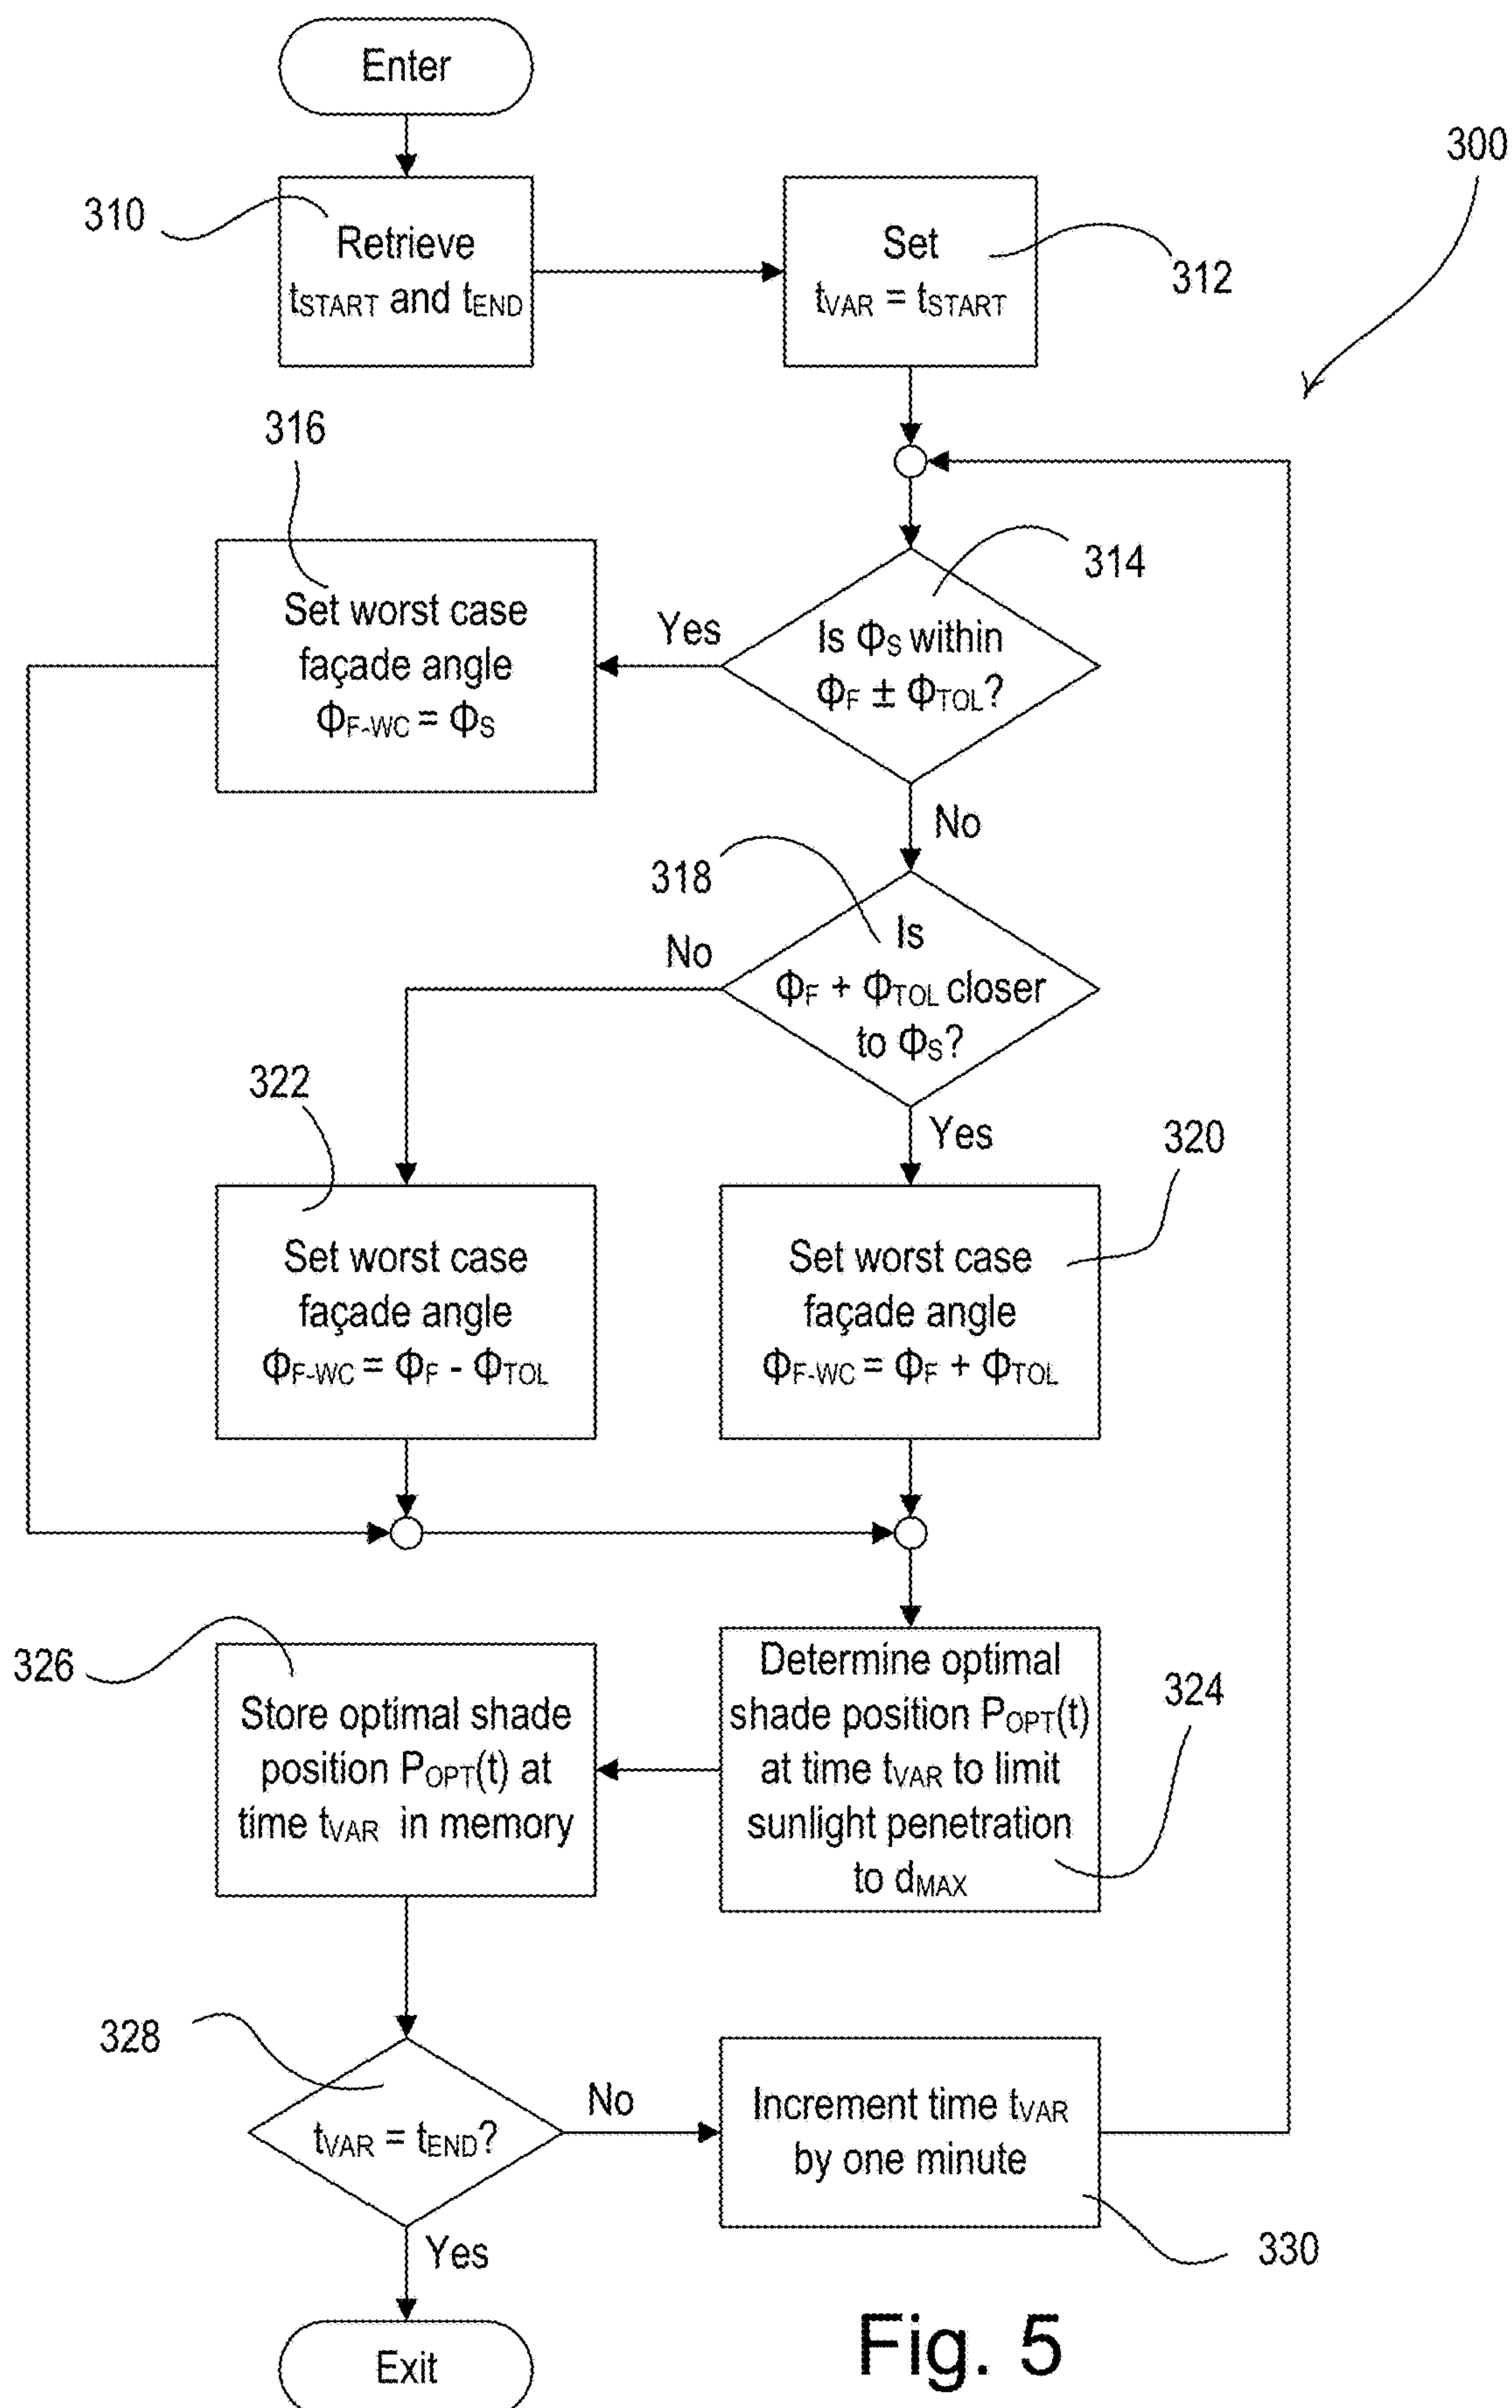 Enter
300
310
Retrieve
tSTART and tEND
Set
tVAR = tSTART
312
316
Set worst case
façade angle
ΦF-WC = ΦS
Yes
314
Is ΦS within
ΦF ± ΦTOL?
No
318
No
Is
ΦF + ΦTOL closer
to ΦS?
322
Yes
320
Set worst case
façade angle
ΦF-WC = ΦF - ΦTOL
Set worst case
façade angle
ΦF-WC = ΦF + ΦTOL
326
Store optimal shade
position POPT(t) at
time tVAR in memory
Determine optimal
shade position POPT(t)
at time tVAR to limit
sunlight penetration
to dMAX
324
328
tVAR = tEND?
No
Increment time tVAR
by one minute
330
Yes
Exit
Fig. 5